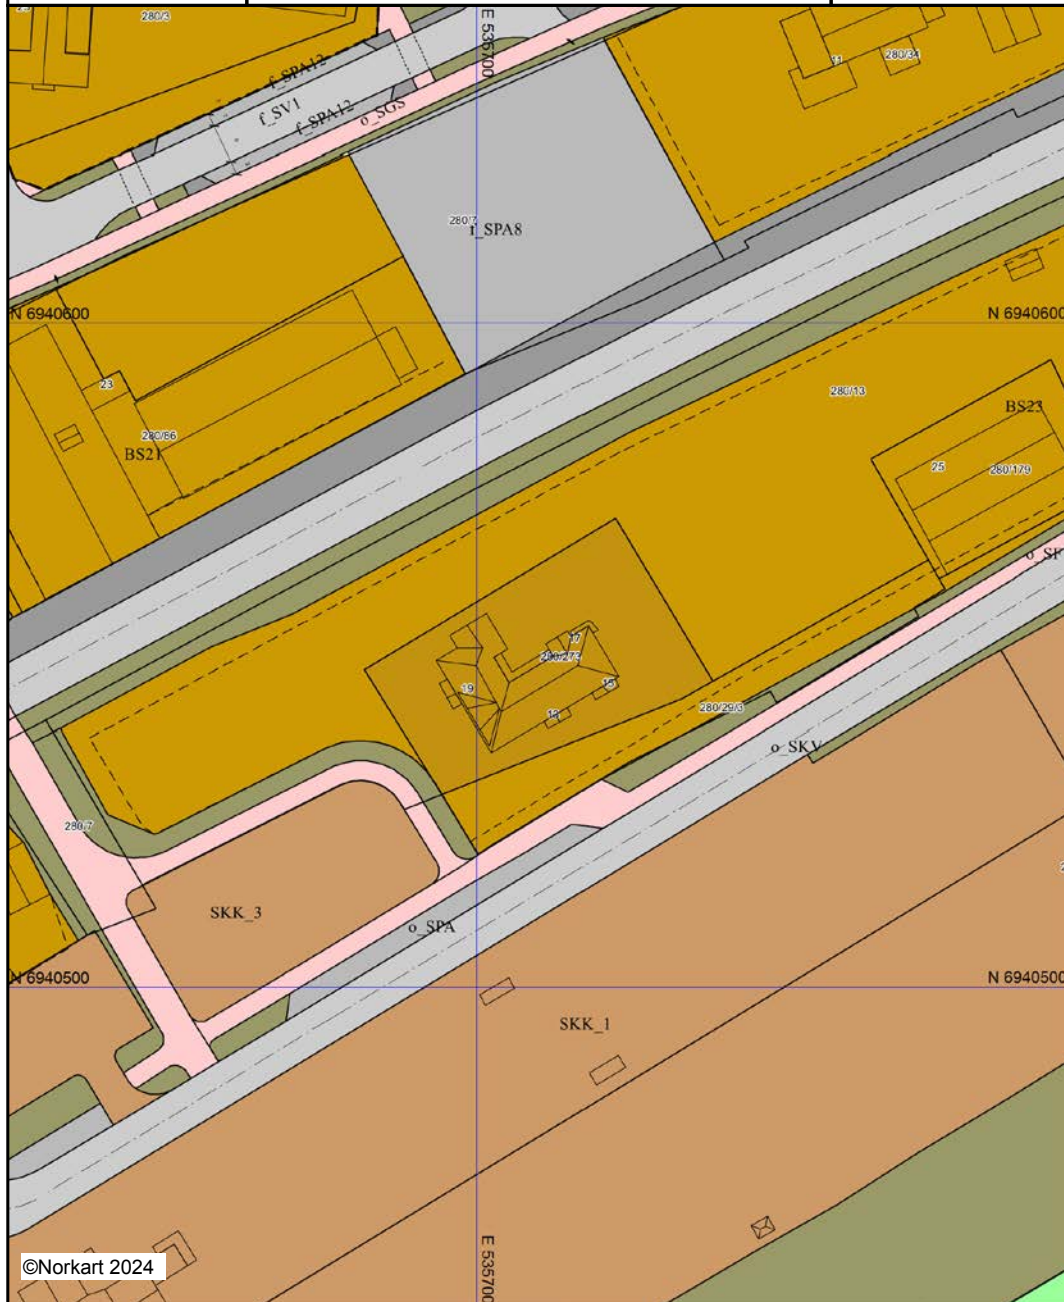 280/3
E 535700
280/34
11
f_SPA12
f_SV1
f_SPA12
o_SGS
280/7
f_SPA8
N 6940600
N 6940600
23
280/86
BS21
280/13
BS23
25
280/179
17
280/273
19
15
13
280/29/3
o_SKV
280/7
SKK_3
o_SPA
N 6940500
N 6940500
SKK_1
E 535700
©Norkart 2024